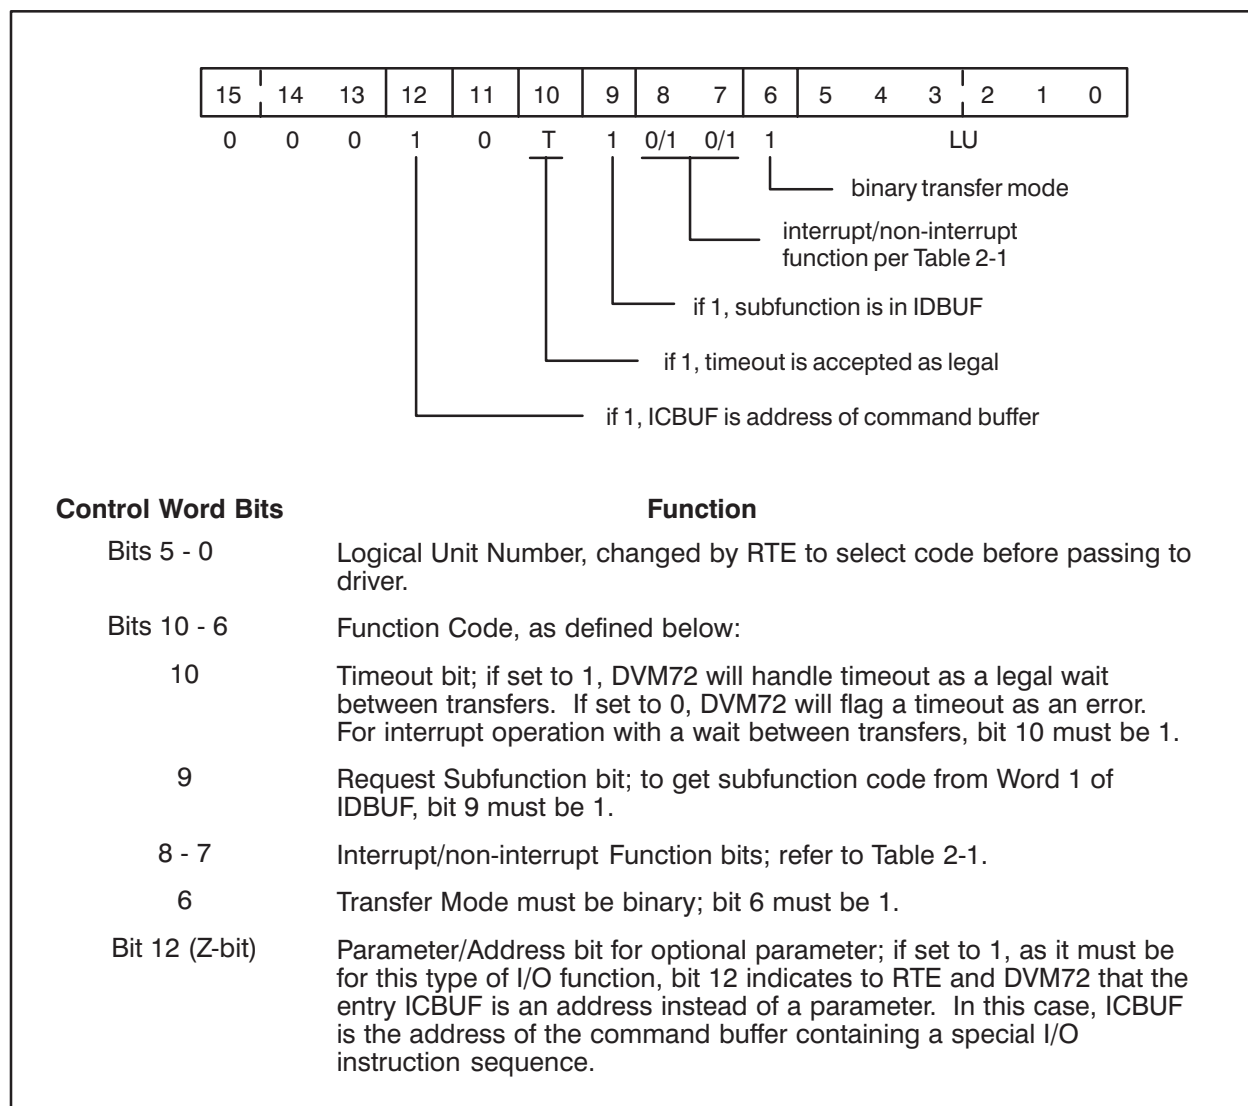 15 14 13 12 11 10 9 8 7 6 5 4 3 2 1 0
0 0 0 1 0 T 1 0/1 0/1 1 LU
binary transfer mode
interrupt/non-interrupt
function per Table 2-1
if 1, subfunction is in IDBUF
if 1, timeout is accepted as legal
if 1, ICBUF is address of command buffer
Control Word Bits Function
Bits 5 - 0 Logical Unit Number, changed by RTE to select code before passing to
driver.
Bits 10 - 6 Function Code, as defined below:
10 Timeout bit; if set to 1, DVM72 will handle timeout as a legal wait
between transfers. If set to 0, DVM72 will flag a timeout as an error.
For interrupt operation with a wait between transfers, bit 10 must be 1.
9 Request Subfunction bit; to get subfunction code from Word 1 of
IDBUF, bit 9 must be 1.
8 - 7 Interrupt/non-interrupt Function bits; refer to Table 2-1.
6 Transfer Mode must be binary; bit 6 must be 1.
Bit 12 (Z-bit) Parameter/Address bit for optional parameter; if set to 1, as it must be
for this type of I/O function, bit 12 indicates to RTE and DVM72 that the
entry ICBUF is an address instead of a parameter. In this case, ICBUF
is the address of the command buffer containing a special I/O
instruction sequence.